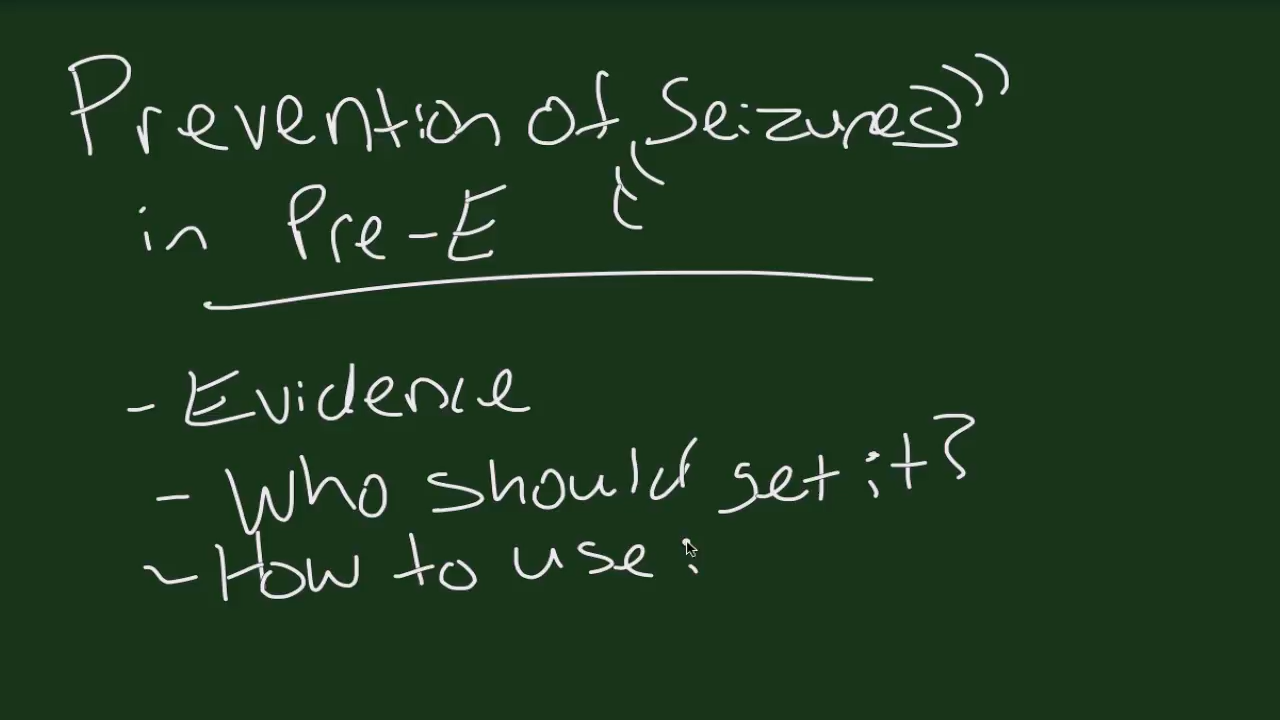 Prevention of Seizures
in Pre-E
- Evidence
- Who should get it?
- How to use i